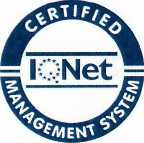 CERTIFIED
IQNet
MANAGEMENT SYSTEM